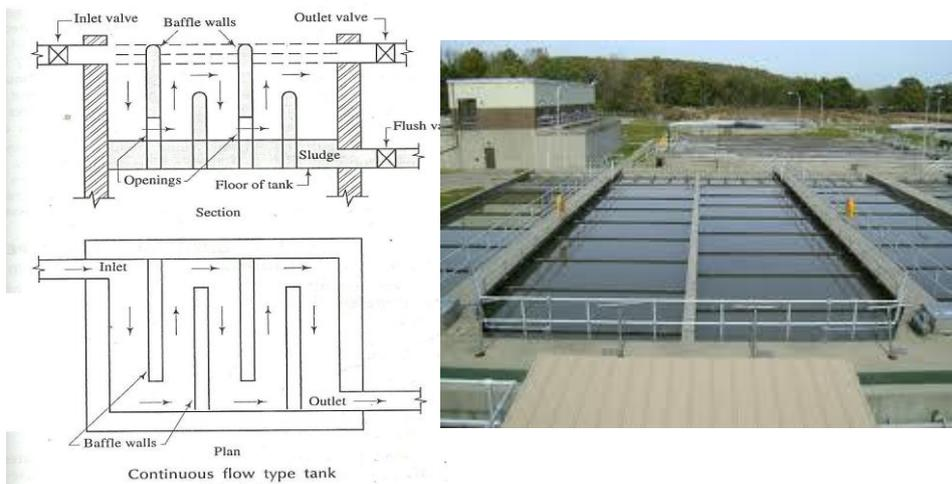 Inlet valve
Baffle walls
Outlet valve
Flush va
Openings
Sludge
Floor of tank
Section
Inlet
Outlet
Baffle walls
Plan
Continuous flow type tank